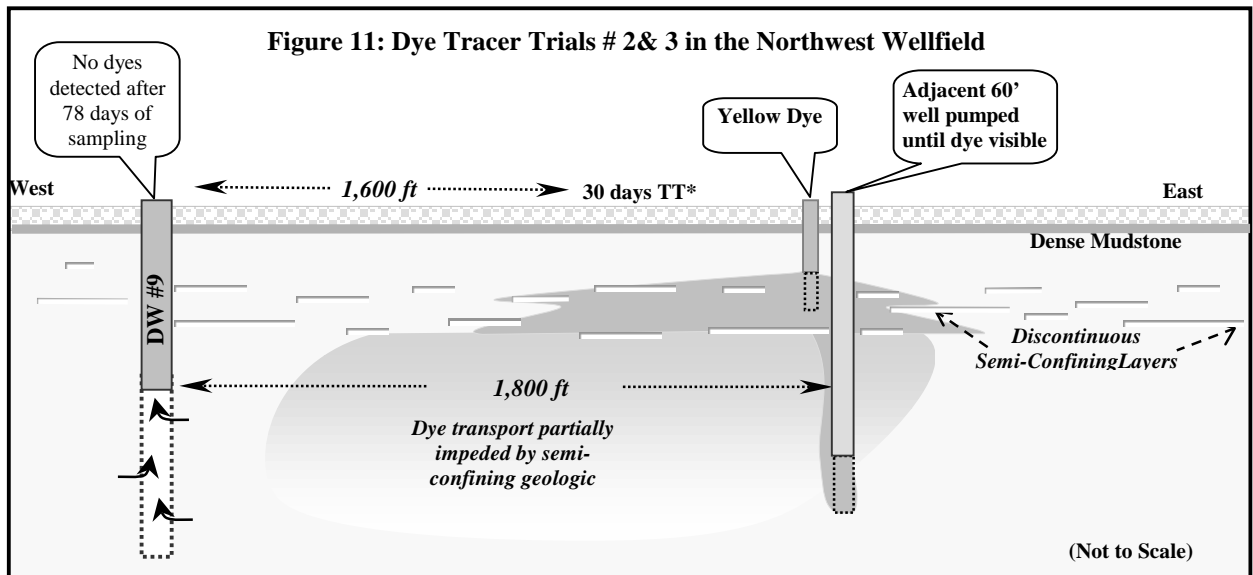 Figure 11: Dye Tracer Trials # 2& 3 in the Northwest Wellfield
No dyes
detected after
78 days of
sampling
Yellow Dye
Adjacent 60’
well pumped
until dye visible
West
1,600 ft
30 days TT*
East
Dense Mudstone
DW #9
Discontinuous
Semi-ConfiningLayers
1,800 ft
Dye transport partially
impeded by semi-
confining geologic
(Not to Scale)